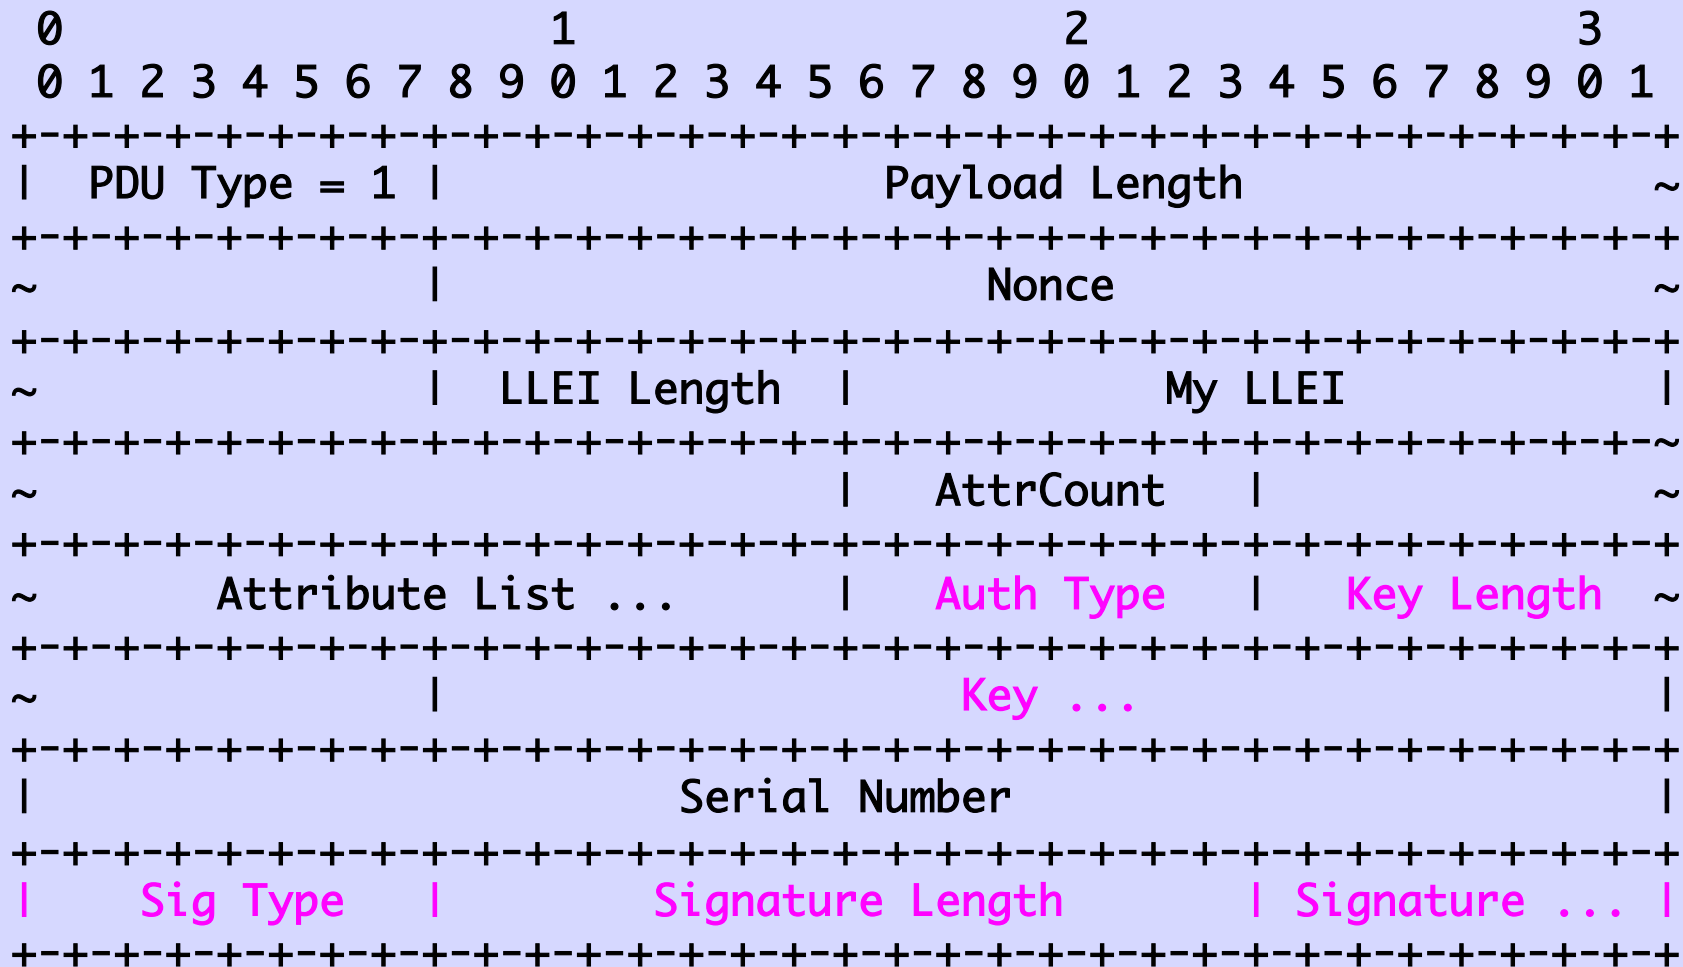 0                   1                   2                   3
 0 1 2 3 4 5 6 7 8 9 0 1 2 3 4 5 6 7 8 9 0 1 2 3 4 5 6 7 8 9 0 1
+-+-+-+-+-+-+-+-+-+-+-+-+-+-+-+-+-+-+-+-+-+-+-+-+-+-+-+-+-+-+-+-+
|  PDU Type = 1 |                 Payload Length                ~
+-+-+-+-+-+-+-+-+-+-+-+-+-+-+-+-+-+-+-+-+-+-+-+-+-+-+-+-+-+-+-+-+
~               |                     Nonce                     ~
+-+-+-+-+-+-+-+-+-+-+-+-+-+-+-+-+-+-+-+-+-+-+-+-+-+-+-+-+-+-+-+-+
~               |  LLEI Length  |            My LLEI            |
+-+-+-+-+-+-+-+-+-+-+-+-+-+-+-+-+-+-+-+-+-+-+-+-+-+-+-+-+-+-+-+-~
~                               |   AttrCount   |               ~
+-+-+-+-+-+-+-+-+-+-+-+-+-+-+-+-+-+-+-+-+-+-+-+-+-+-+-+-+-+-+-+-+
~       Attribute List ...      |   Auth Type   |   Key Length  ~
+-+-+-+-+-+-+-+-+-+-+-+-+-+-+-+-+-+-+-+-+-+-+-+-+-+-+-+-+-+-+-+-+
~               |                    Key ...                    |
+-+-+-+-+-+-+-+-+-+-+-+-+-+-+-+-+-+-+-+-+-+-+-+-+-+-+-+-+-+-+-+-+
|                         Serial Number                         |
+-+-+-+-+-+-+-+-+-+-+-+-+-+-+-+-+-+-+-+-+-+-+-+-+-+-+-+-+-+-+-+-+
|    Sig Type   |        Signature Length       | Signature ... |
+-+-+-+-+-+-+-+-+-+-+-+-+-+-+-+-+-+-+-+-+-+-+-+-+-+-+-+-+-+-+-+-+